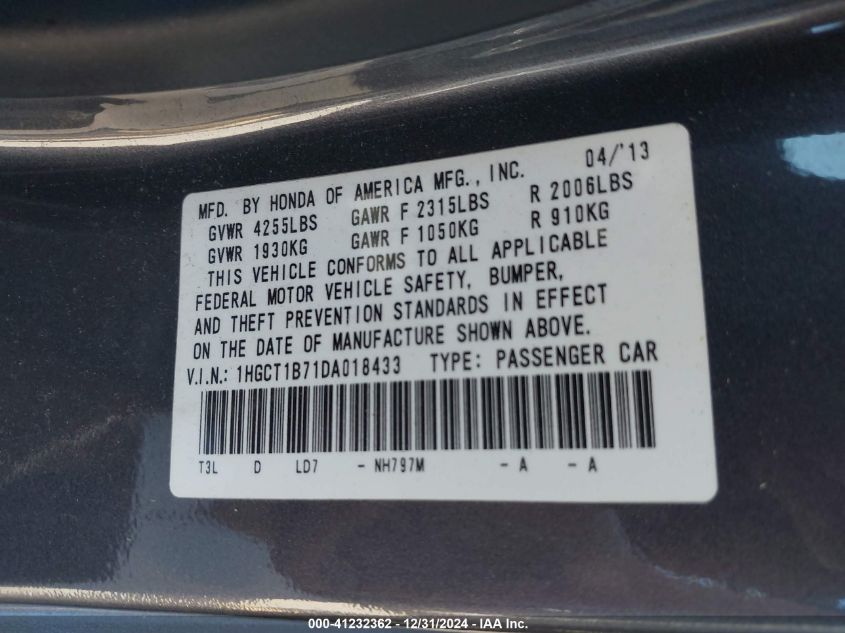 MFD. BY HONDA OF AMERICA MFG., INC. 04/'13
GVWR 4255LBS GAWR F 2315LBS R 2006LBS
GVWR 1930KG GAWR F 1050KG R 910KG
THIS VEHICLE CONFORMS TO ALL APPLICABLE
FEDERAL MOTOR VEHICLE SAFETY, BUMPER,
AND THEFT PREVENTION STANDARDS IN EFFECT
ON THE DATE OF MANUFACTURE SHOWN ABOVE.
V.I.N.: 1HGCT1B71DA018433 TYPE: PASSENGER CAR
T3L D LD7 - NH797M - A - A
000-41232362 - 12/31/2024 - IAA Inc.